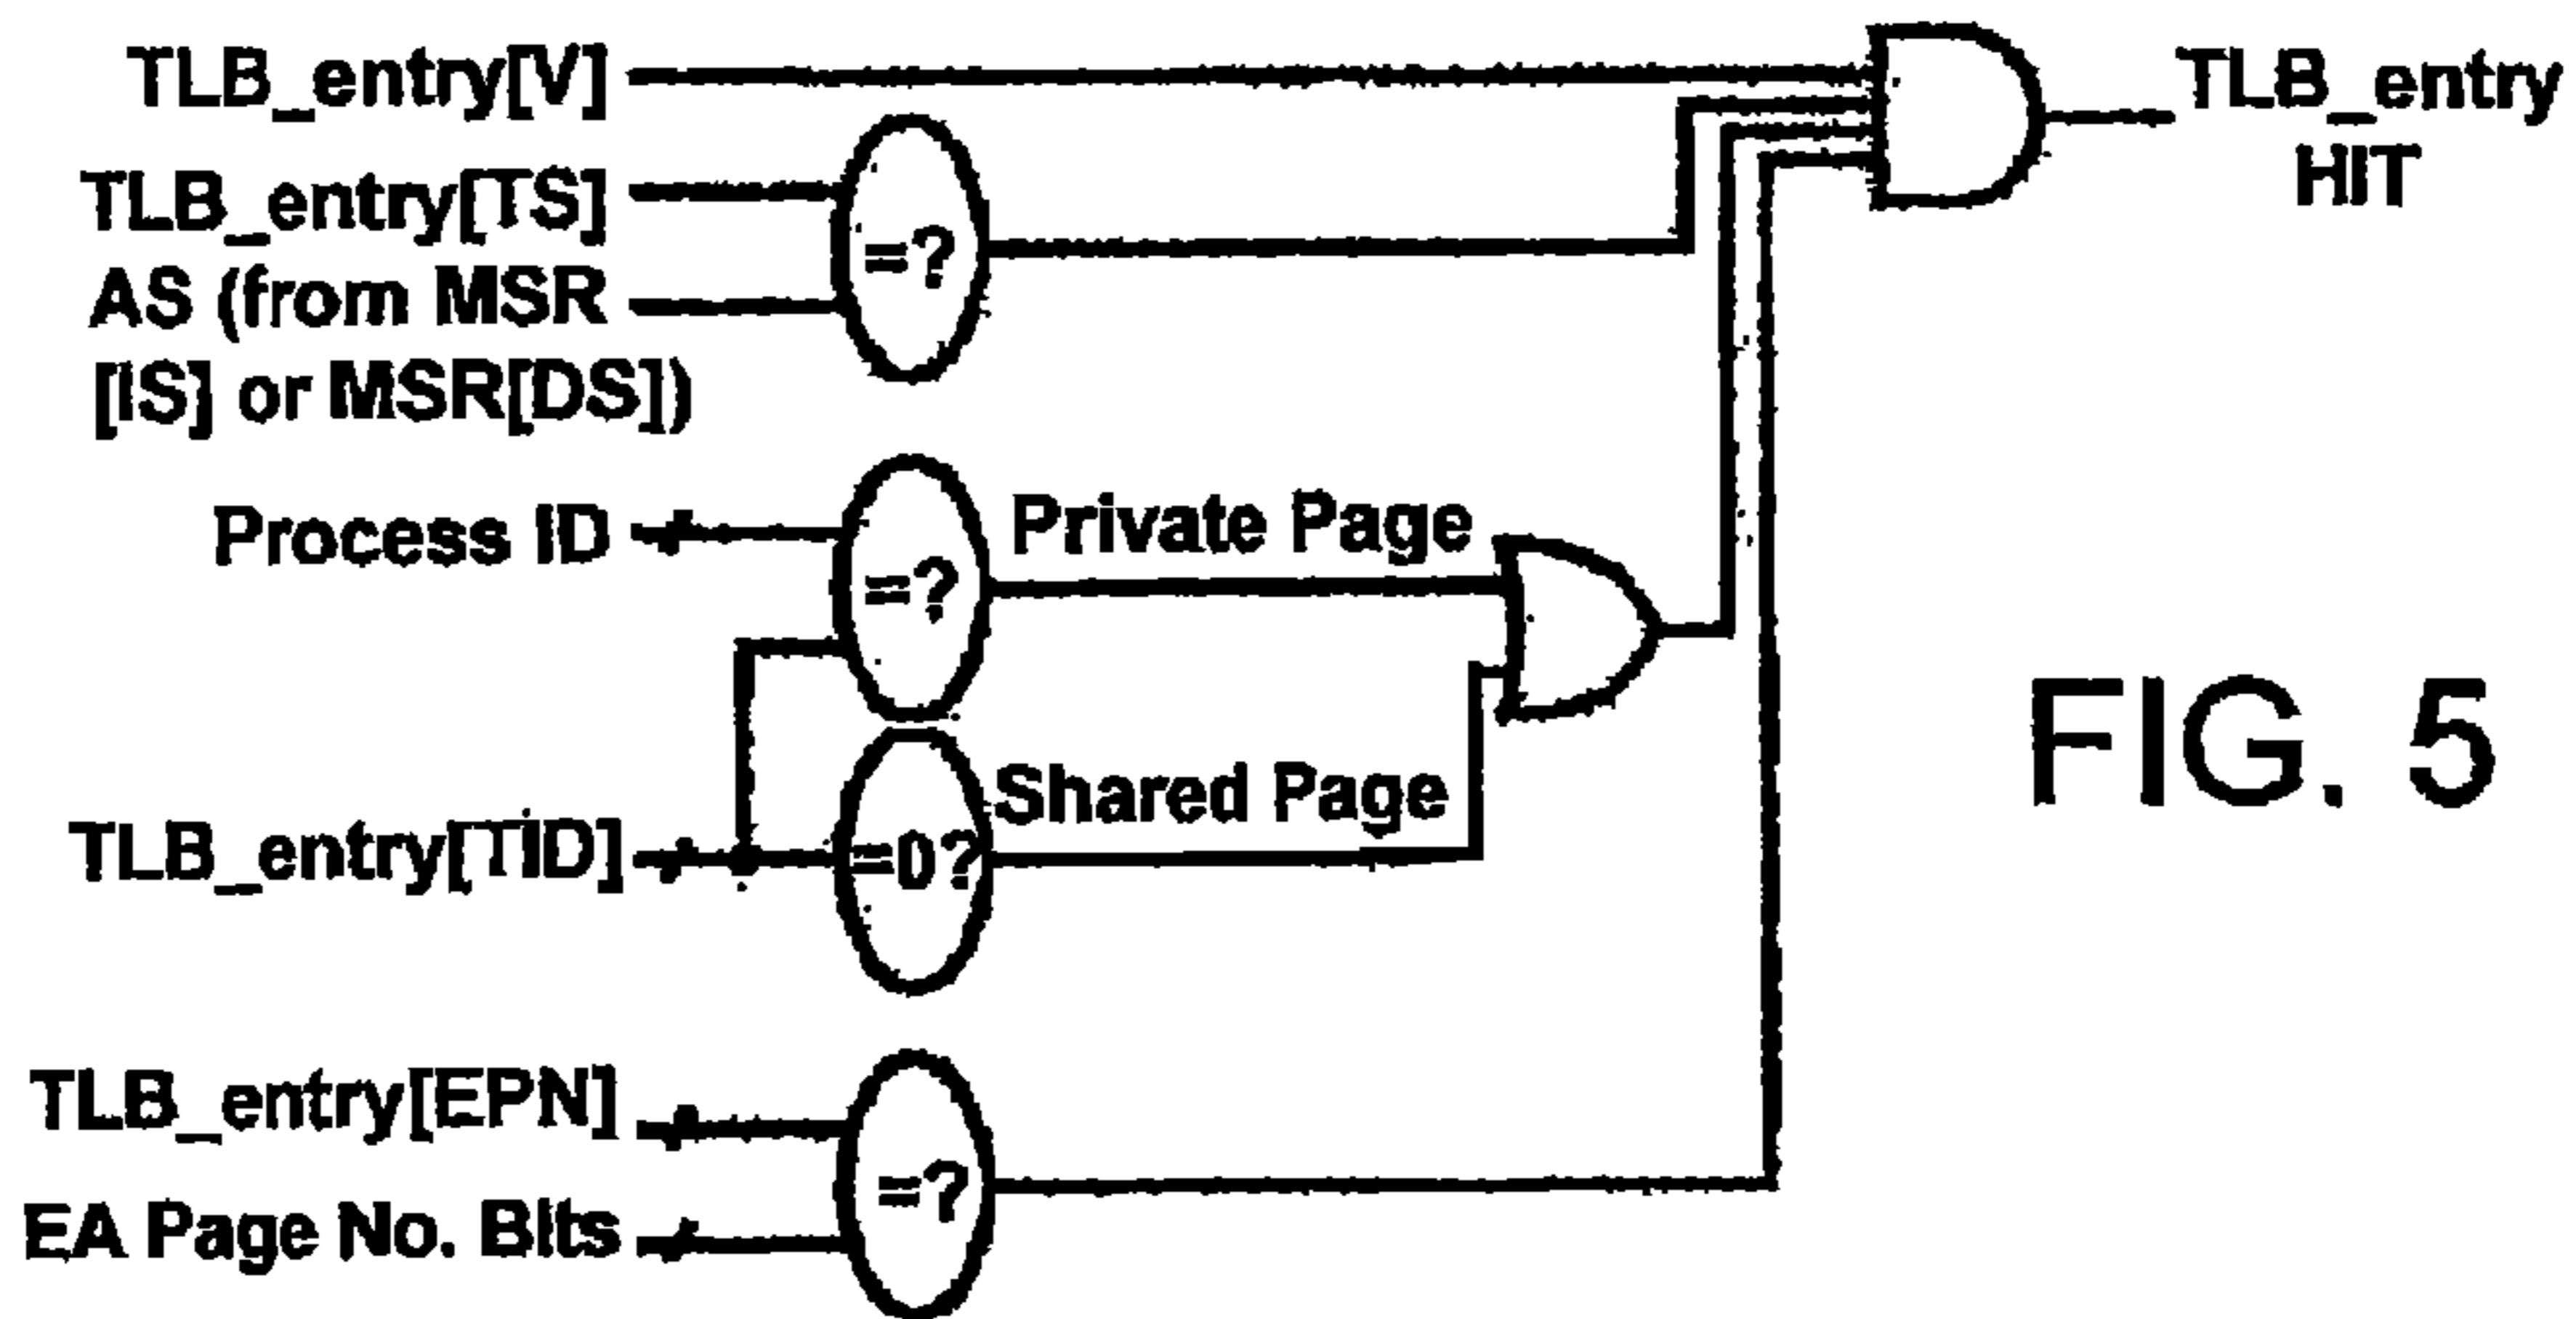 TLB_entry[V]
TLB_entry
HIT
TLB_entry[TS]
=?
AS (from MSR
[IS] or MSR[DS])
Process ID
=?
Private Page
Shared Page
TLB_entry[TID]
=0?
FIG. 5
TLB_entry[EPN]
=?
EA Page No. Bits